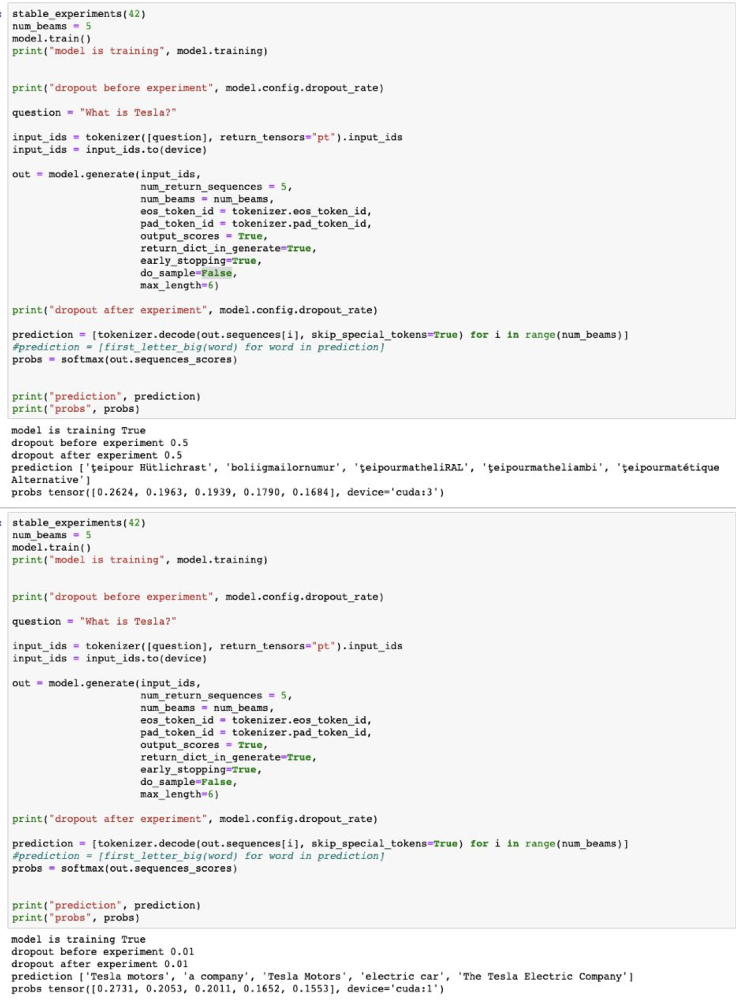 : stable_experiments(42)
num_beams = 5
model.train()
print("model is training", model.training)
print("dropout before experiment", model.config.dropout_rate)
question = "What is Tesla?"
input_ids = tokenizer([question], return_tensors="pt").input_ids
input_ids = input_ids.to(device)
out = model.generate(input_ids,
num_return_sequences = 5,
num_beams = num_beams,
eos_token_id = tokenizer.eos_token_id,
pad_token_id = tokenizer.pad_token_id,
output_scores = True,
return_dict_in_generate=True,
early_stopping=True,
do_sample=False,
max_length=6)
print("dropout after experiment", model.config.dropout_rate)
prediction = [tokenizer.decode(out.sequences[i], skip_special_tokens=True) for i in range(num_beams)]
#prediction = [first_letter_big(word) for word in prediction]
probs = softmax(out.sequences_scores)
print("prediction", prediction)
print("probs", probs)
model is training True
dropout before experiment 0.5
dropout after experiment 0.5
prediction ['ţeipour Hütlichrast', 'boliigmailornumur', 'ţeipourmatheliRAL', 'ţeipourmatheliambi', 'ţeipourmatétique
Alternative']
probs tensor([0.2624, 0.1963, 0.1939, 0.1790, 0.1684], device='cuda:3')
: stable_experiments(42)
num_beams = 5
model.train()
print("model is training", model.training)
print("dropout before experiment", model.config.dropout_rate)
question = "What is Tesla?"
input_ids = tokenizer([question], return_tensors="pt").input_ids
input_ids = input_ids.to(device)
out = model.generate(input_ids,
num_return_sequences = 5,
num_beams = num_beams,
eos_token_id = tokenizer.eos_token_id,
pad_token_id = tokenizer.pad_token_id,
output_scores = True,
return_dict_in_generate=True,
early_stopping=True,
do_sample=False,
max_length=6)
print("dropout after experiment", model.config.dropout_rate)
prediction = [tokenizer.decode(out.sequences[i], skip_special_tokens=True) for i in range(num_beams)]
#prediction = [first_letter_big(word) for word in prediction]
probs = softmax(out.sequences_scores)
print("prediction", prediction)
print("probs", probs)
model is training True
dropout before experiment 0.01
dropout after experiment 0.01
prediction ['Tesla motors', 'a company', 'Tesla Motors', 'electric car', 'The Tesla Electric Company']
probs tensor([0.2731, 0.2053, 0.2011, 0.1652, 0.1553], device='cuda:1')